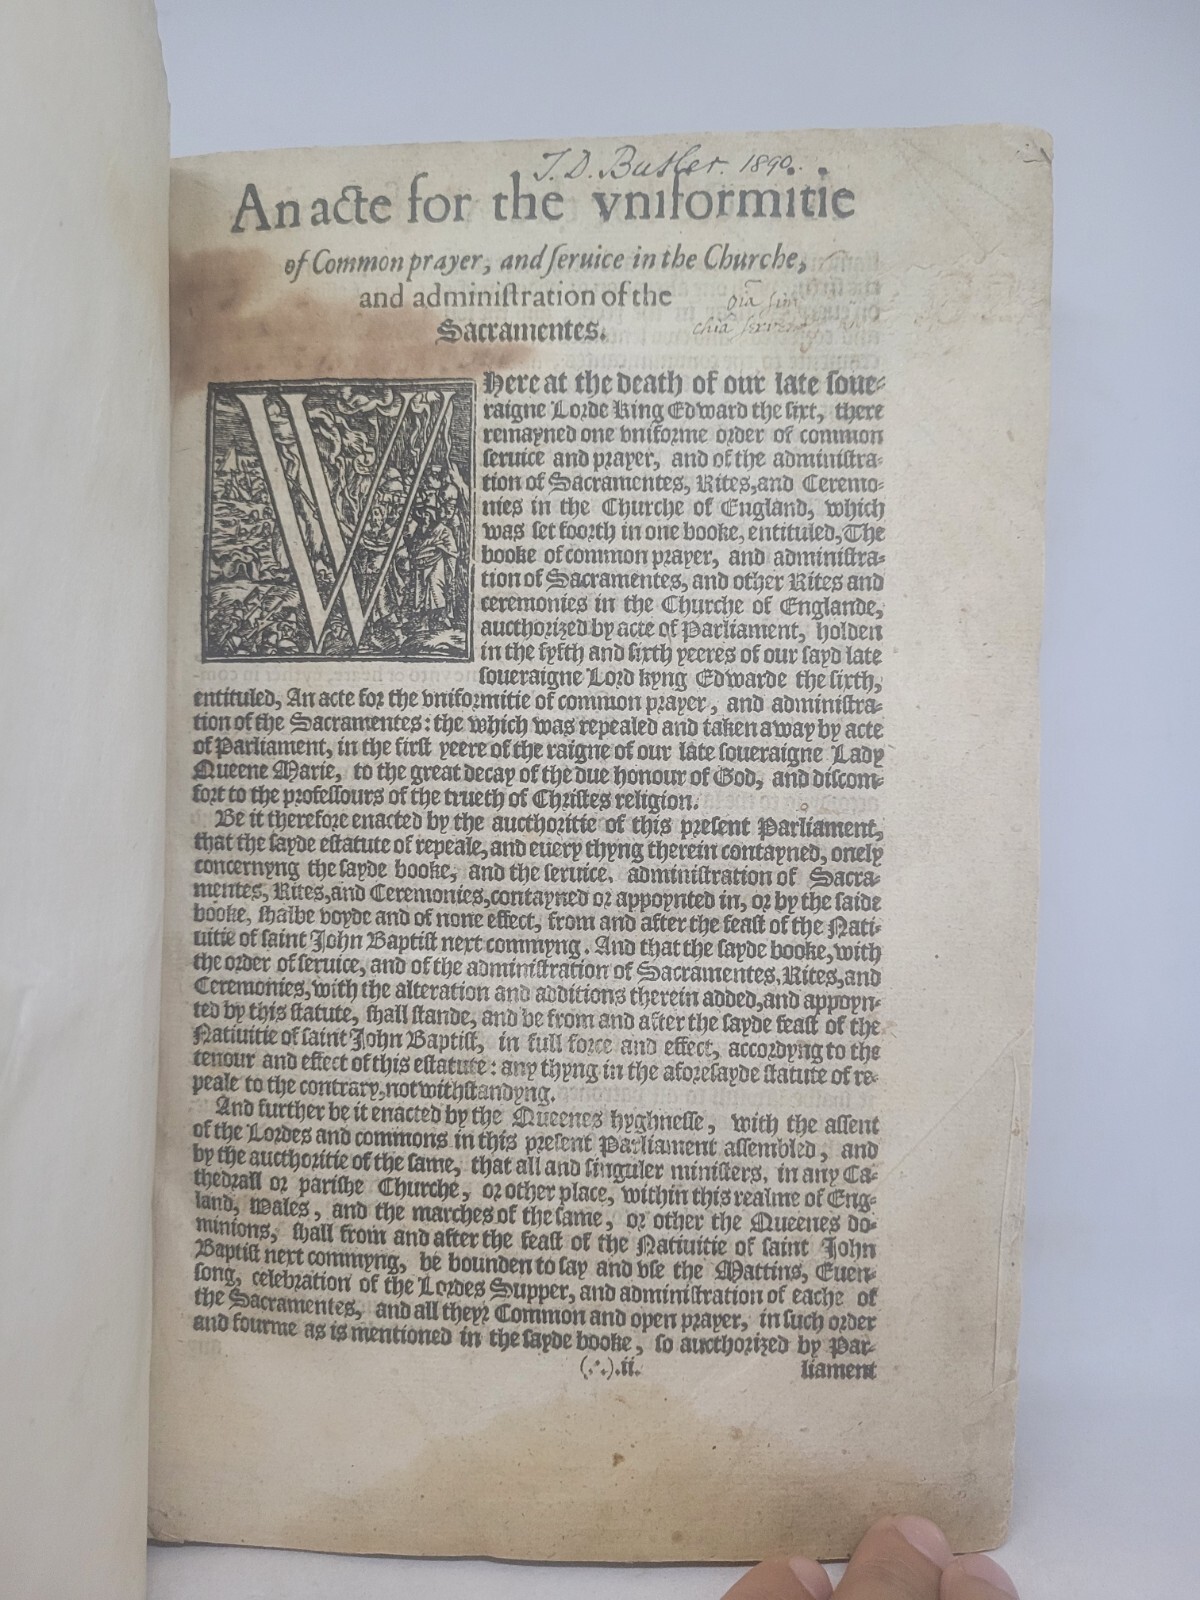 J. D. Butler. 1890.
An acte for the vniformitie
of Common prayer, and ſeruice in the Churche,
and adminiſtration of the
Sacramentes.
WHere at the death of our late ſoue-
raigne Lorde King Edward the ſixt, there
remayned one vniforme order of common
ſeruice and prayer, and of the adminiſtra-
tion of Sacramentes, Rites, and Ceremo-
nies in the Churche of England, which
was ſet foorth in one booke, entituled, The
booke of common prayer, and adminiſtra-
tion of Sacramentes, and other Rites and
ceremonies in the Churche of Englande,
aucthorized by acte of Parliament, holden
in the fyfth and ſixth yeeres of our ſayd late
ſoueraigne Lord kyng Edwarde the ſixth,
entituled, An acte for the vniformitie of common prayer, and adminiſtra-
tion of the Sacramentes: the which was repealed and taken away by acte
of Parliament, in the firſt yeere of the raigne of our late ſoueraigne Lady
Queene Marie, to the great decay of the due honour of God, and diſcom-
fort to the profeſſours of the trueth of Chriſtes religion.
Be it therefore enacted by the aucthoritie of this preſent Parliament,
that the ſayde eſtatute of repeale, and euery thyng therein contayned, onely
concernyng the ſayde booke, and the ſeruice, adminiſtration of Sacra-
mentes, Rites, and Ceremonies, contayned or appoynted in, or by the ſaide
booke, ſhalbe voyde and of none effect, from and after the feaſt of the Nati-
uitie of ſaint John Baptiſt next commyng. And that the ſayde booke, with
the order of ſeruice, and of the adminiſtration of Sacramentes, Rites, and
Ceremonies, with the alteration and additions therein added, and appoyn-
ted by this ſtatute, ſhall ſtande, and be from and after the ſayde feaſt of the
Natiuitie of ſaint John Baptiſt, in full force and effect, accordyng to the
tenour and effect of this eſtatute: any thyng in the aforeſayde ſtatute of re-
peale to the contrary, notwithſtandyng.
And further be it enacted by the Queenes hyghneſſe, with the aſſent
of the Lordes and commons in this preſent Parliament aſſembled, and
by the aucthoritie of the ſame, that all and ſinguler miniſters, in any Ca-
thedrall or pariſhe Churche, or other place, within this realme of Eng-
land, Wales, and the marches of the ſame, or other the Queenes do-
minions, ſhall from and after the feaſt of the Natiuitie of ſaint John
Baptiſt next commyng, be bounden to ſay and vſe the Mattins, Euen-
ſong, celebration of the Lordes Supper, and adminiſtration of eache of
the Sacramentes, and all theyr Common and open prayer, in ſuch order
and fourme as is mentioned in the ſayde booke, ſo aucthorized by Par-
(∴).ii. liament